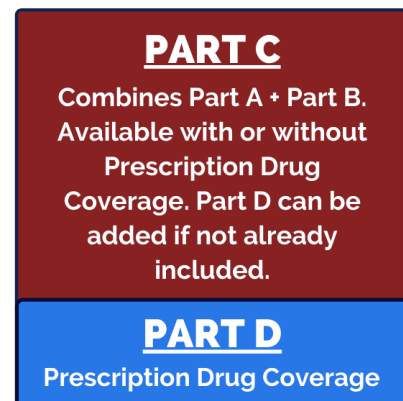 PART C
Combines Part A + Part B.
Available with or without
Prescription Drug
Coverage. Part D can be
added if not already
included.
PART D
Prescription Drug Coverage